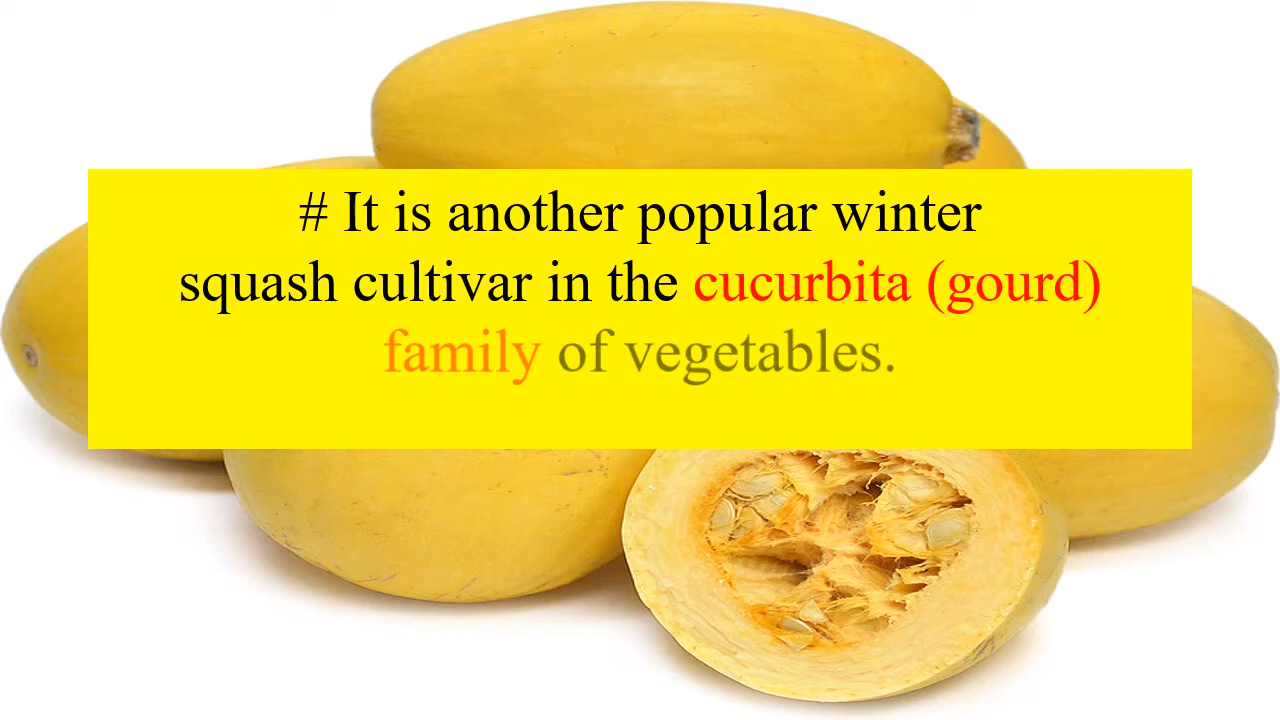 # It is another popular winter
squash cultivar in the cucurbita (gourd)
family of vegetables.